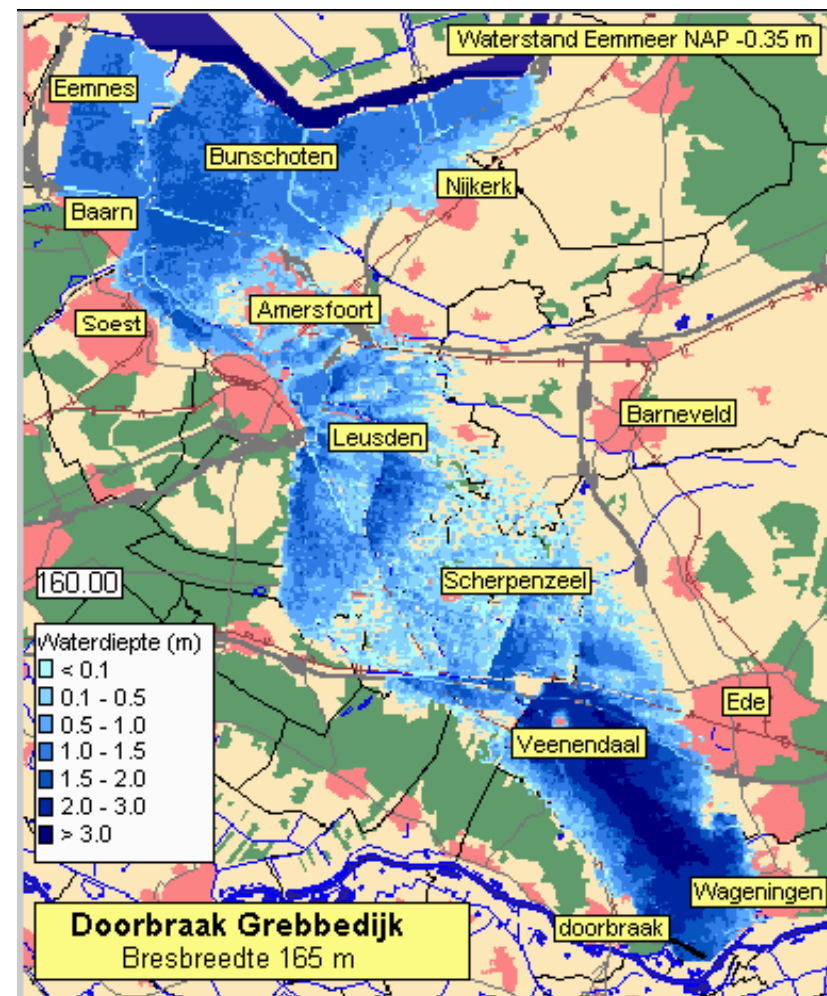 Waterstand Eemmeer NAP -0.35 m
Eemnes
Bunschoten
Nijkerk
Baarn
Amersfoort
Soest
Barneveld
Leusden
Scherpenzeel
160.00
Waterdiepte (m)
< 0.1
0.1 - 0.5
0.5 - 1.0
1.0 - 1.5
1.5 - 2.0
2.0 - 3.0
> 3.0
Ede
Veenendaal
Wageningen
doorbraak
Doorbraak Grebbedijk
Bresbreedte 165 m